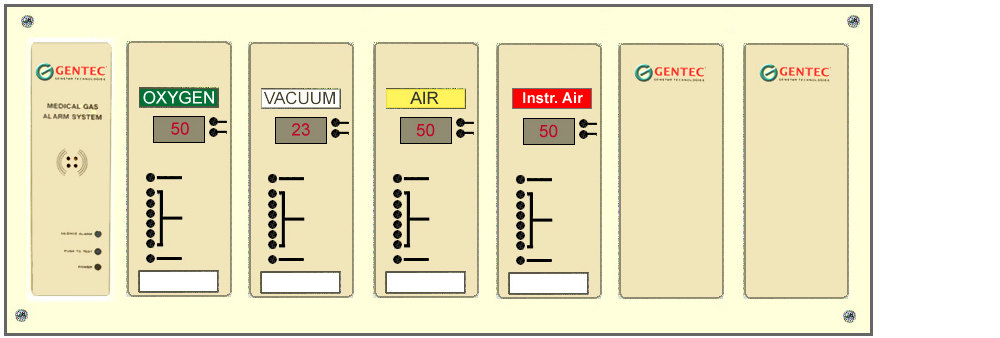 GENTEC
GENSTAR TECHNOLOGIES
MEDICAL GAS
ALARM SYSTEM
SILENCE ALARM
PUSH TO TEST
POWER
OXYGEN
50
VACUUM
23
AIR
50
Instr. Air
50
GENTEC
GENSTAR TECHNOLOGIES
GENTEC
GENSTAR TECHNOLOGIES